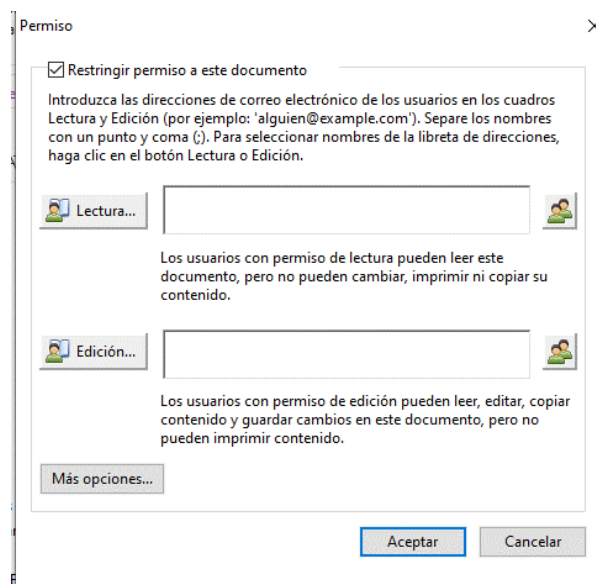 Permiso
Restringir permiso a este documento
Introduzca las direcciones de correo electrónico de los usuarios en los cuadros
Lectura y Edición (por ejemplo: 'alguien@example.com'). Separe los nombres
con un punto y coma (;). Para seleccionar nombres de la libreta de direcciones,
haga clic en el botón Lectura o Edición.
Lectura...
Los usuarios con permiso de lectura pueden leer este
documento, pero no pueden cambiar, imprimir ni copiar su
contenido.
Edición...
Los usuarios con permiso de edición pueden leer, editar, copiar
contenido y guardar cambios en este documento, pero no
pueden imprimir contenido.
Más opciones...
Aceptar
Cancelar